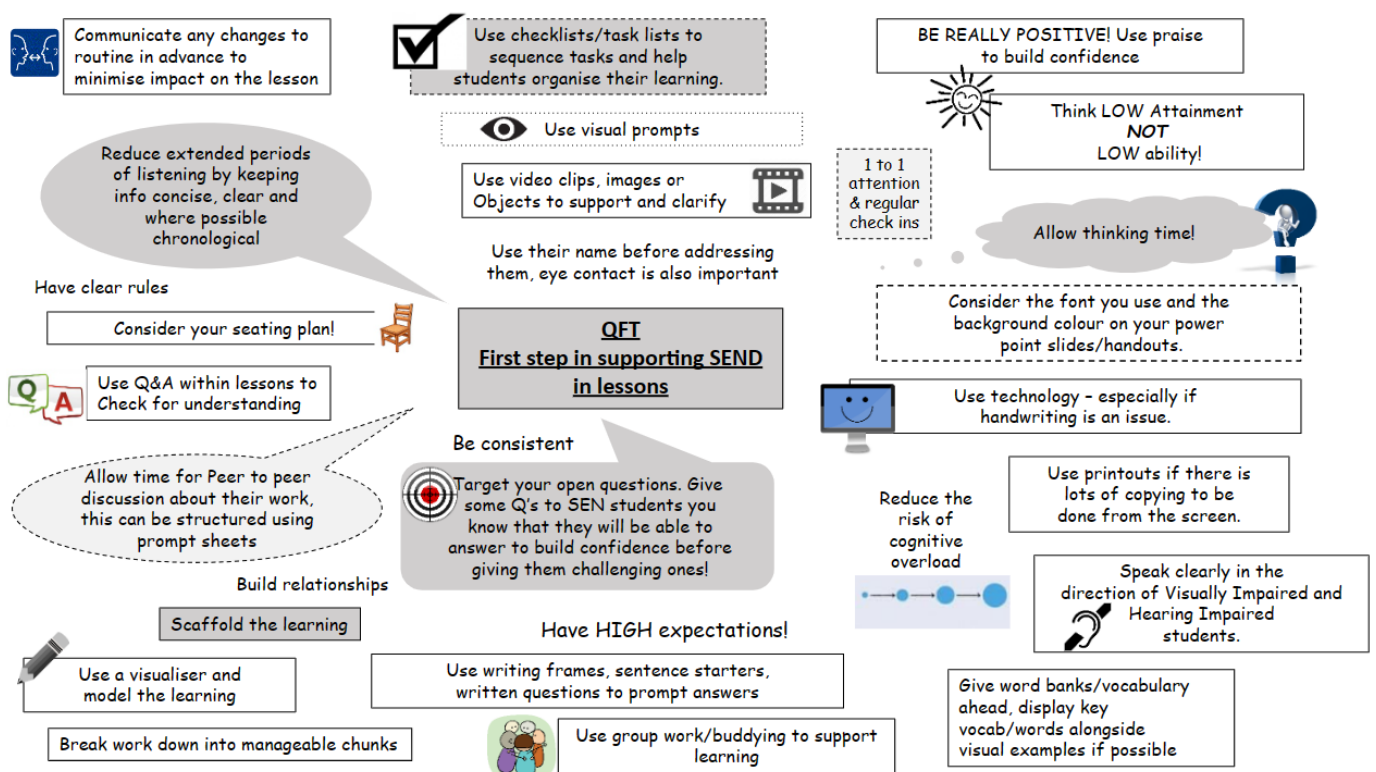 Communicate any changes to
routine in advance to
minimise impact on the lesson
Use checklists/task lists to
sequence tasks and help
students organise their learning.
BE REALLY POSITIVE! Use praise
to build confidence
Think LOW Attainment
NOT
LOW ability!
Use visual prompts
Reduce extended periods
of listening by keeping
info concise, clear and
where possible
chronological
Use video clips, images or
Objects to support and clarify
1 to 1
attention
& regular
check ins
Allow thinking time!
Use their name before addressing
them, eye contact is also important
Have clear rules
Consider your seating plan!
QFT
First step in supporting SEND
in lessons
Consider the font you use and the
background colour on your power
point slides/handouts.
Q
A
Use Q&A within lessons to
Check for understanding
Use technology – especially if
handwriting is an issue.
Be consistent
Allow time for Peer to peer
discussion about their work,
this can be structured using
prompt sheets
Target your open questions. Give
some Q's to SEN students you
know that they will be able to
answer to build confidence before
giving them challenging ones!
Reduce the
risk of
cognitive
overload
Use printouts if there is
lots of copying to be
done from the screen.
Build relationships
Scaffold the learning
Have HIGH expectations!
Speak clearly in the
direction of Visually Impaired and
Hearing Impaired
students.
Use a visualiser and
model the learning
Use writing frames, sentence starters,
written questions to prompt answers
Give word banks/vocabulary
ahead, display key
vocab/words alongside
visual examples if possible
Break work down into manageable chunks
Use group work/buddying to support
learning